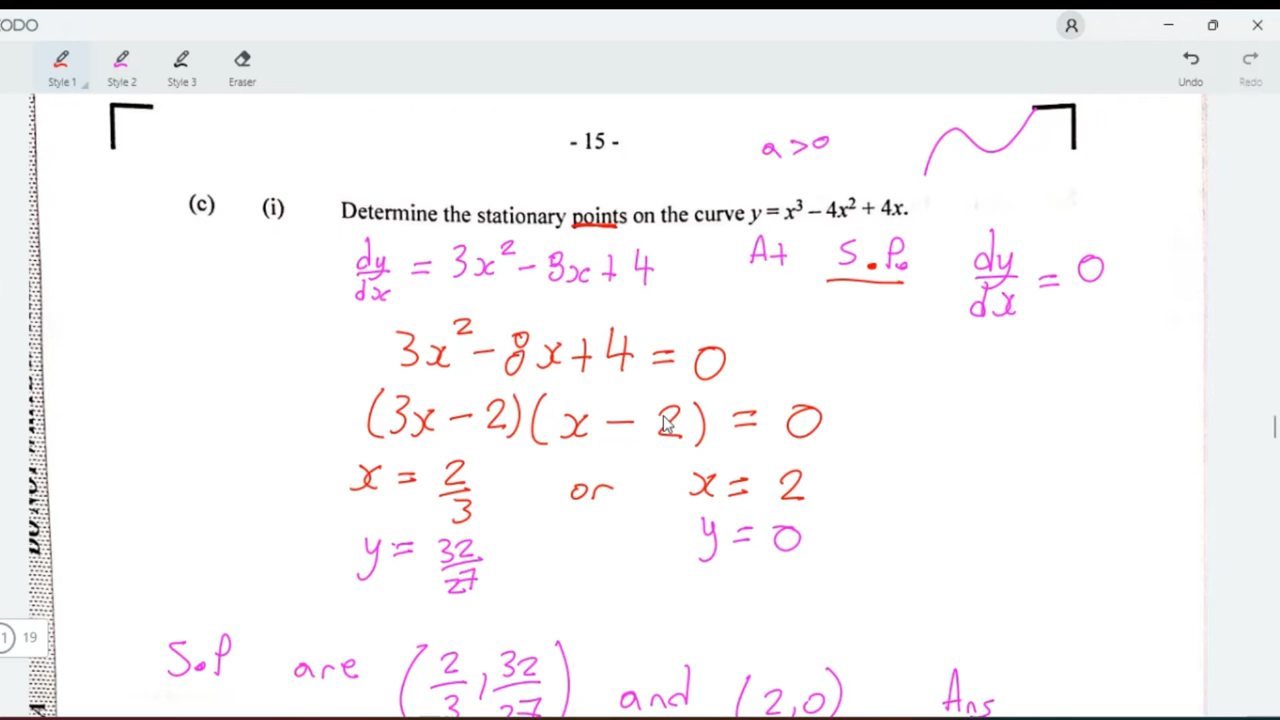 ODO
Style 1 Style 2 Style 3 Eraser Undo Redo
- 15 -
a > 0
(c) (i) Determine the stationary points on the curve y = x³ – 4x² + 4x.
dy/dx = 3x² - 8x + 4 At S.P. dy/dx = 0
3x² - 8x + 4 = 0
(3x - 2)(x - 2) = 0
x = 2/3 or x = 2
y = 32/27 y = 0
1 19
S.P are (2/3, 32/27) and (2,0) Ans